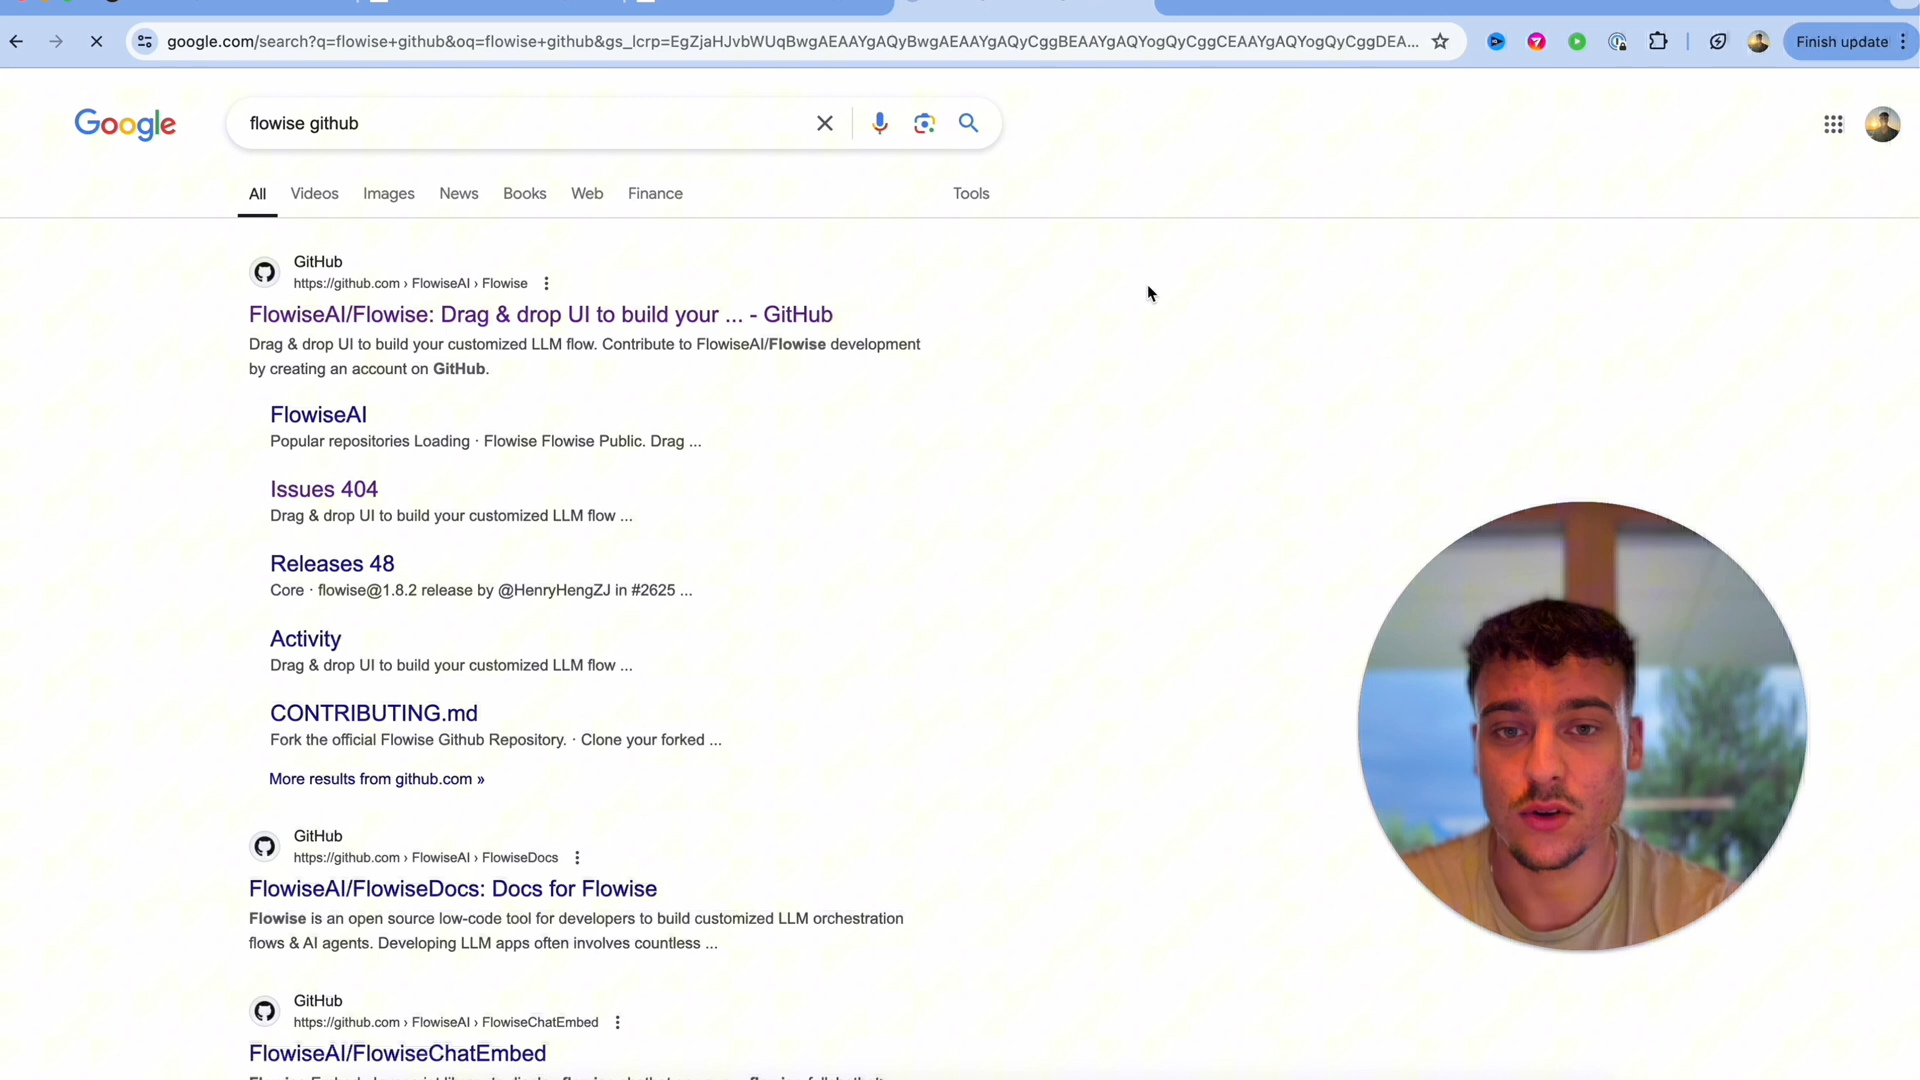 google.com/search?q=flowise+github&oq=flowise+github&gs_lcrp=EgZjaHJvbWUqBwgAEAAYgAQyBwgAEAAYgAQyCggBEAAYgAQYogQyCggCEAAYgAQYogQyCggDEA...
Finish update
Google
flowise github
All Videos Images News Books Web Finance Tools
GitHub
https://github.com › FlowiseAI › Flowise
FlowiseAI/Flowise: Drag & drop UI to build your ... - GitHub
Drag & drop UI to build your customized LLM flow. Contribute to FlowiseAI/Flowise development
by creating an account on GitHub.
FlowiseAI
Popular repositories Loading · Flowise Flowise Public. Drag ...
Issues 404
Drag & drop UI to build your customized LLM flow ...
Releases 48
Core · flowise@1.8.2 release by @HenryHengZJ in #2625 ...
Activity
Drag & drop UI to build your customized LLM flow ...
CONTRIBUTING.md
Fork the official Flowise Github Repository. · Clone your forked ...
More results from github.com »
GitHub
https://github.com › FlowiseAI › FlowiseDocs
FlowiseAI/FlowiseDocs: Docs for Flowise
Flowise is an open source low-code tool for developers to build customized LLM orchestration
flows & AI agents. Developing LLM apps often involves countless ...
GitHub
https://github.com › FlowiseAI › FlowiseChatEmbed
FlowiseAI/FlowiseChatEmbed